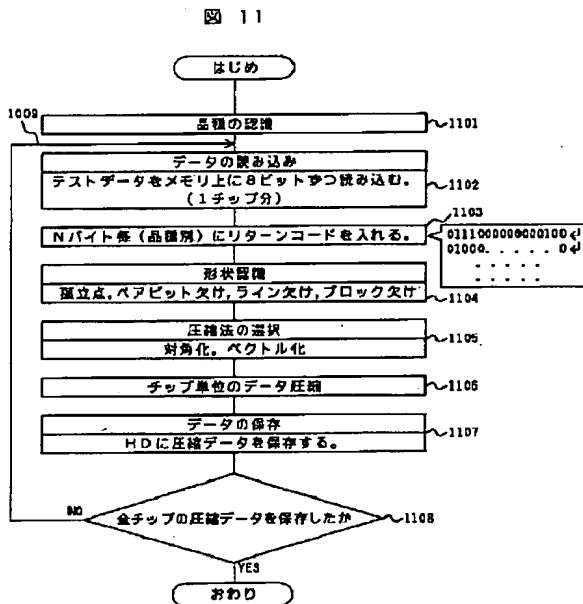 図 11
はじめ
1009
品種の認識
1101
データの読み込み
テストデータをメモリ上に8ビットずつ読み込む。
(1チップ分)
1102
1103
Nバイト毎(品種別)にリターンコードを入れる。
0111000000000100↲
01000. . . . . . 0↲
. . . . .
. . . . .
形状認識
孤立点,ペアビット欠け,ライン欠け,ブロック欠け
1104
圧縮法の選択
対角化。ベクトル化
1105
チップ単位のデータ圧縮
1106
データの保存
HDに圧縮データを保存する。
1107
NO
全チップの圧縮データを保存したか
1108
YES
おわり